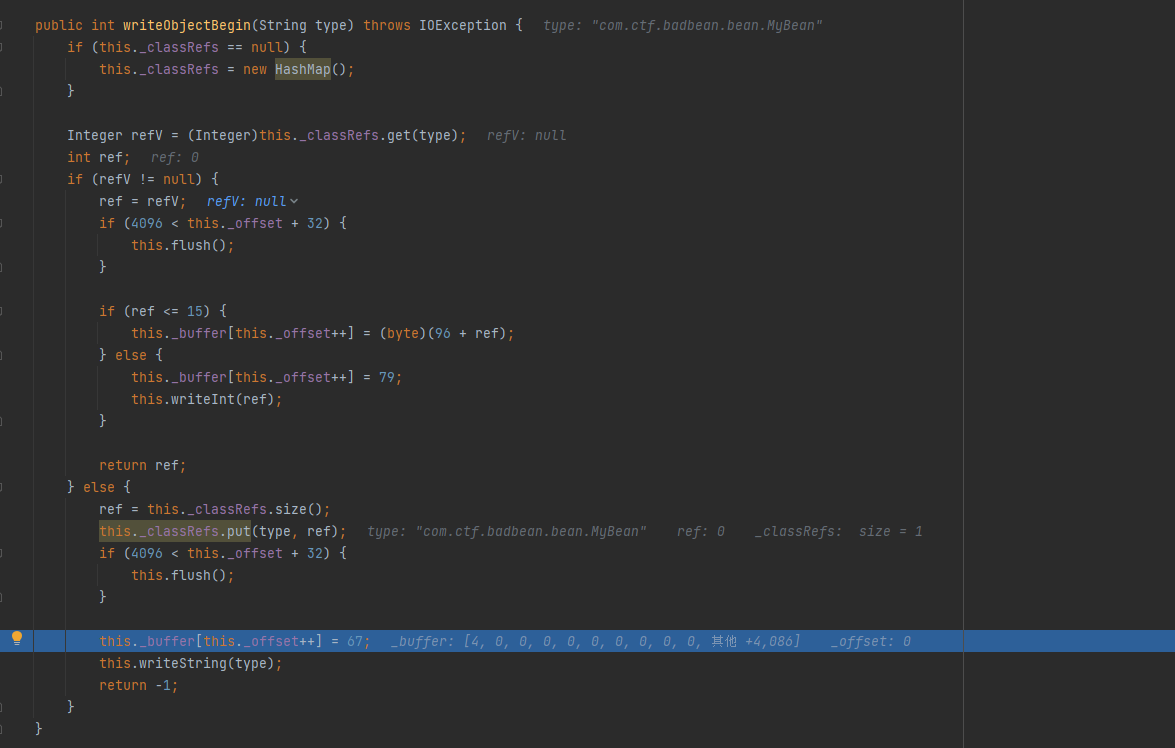 public int writeObjectBegin(String type) throws IOException {   type: "com.ctf.badbean.bean.MyBean"
    if (this._classRefs == null) {
        this._classRefs = new HashMap();
    }
    Integer refV = (Integer)this._classRefs.get(type);   refV: null
    int ref;   ref: 0
    if (refV != null) {
        ref = refV;   refV: null
        if (4096 < this._offset + 32) {
            this.flush();
        }
        if (ref <= 15) {
            this._buffer[this._offset++] = (byte)(96 + ref);
        } else {
            this._buffer[this._offset++] = 79;
            this.writeInt(ref);
        }
        return ref;
    } else {
        ref = this._classRefs.size();
        this._classRefs.put(type, ref);   type: "com.ctf.badbean.bean.MyBean"   ref: 0   _classRefs:  size = 1
        if (4096 < this._offset + 32) {
            this.flush();
        }
        this._buffer[this._offset++] = 67;   _buffer: [4, 0, 0, 0, 0, 0, 0, 0, 0, 0, 其他 +4,086]   _offset: 0
        this.writeString(type);
        return -1;
    }
}